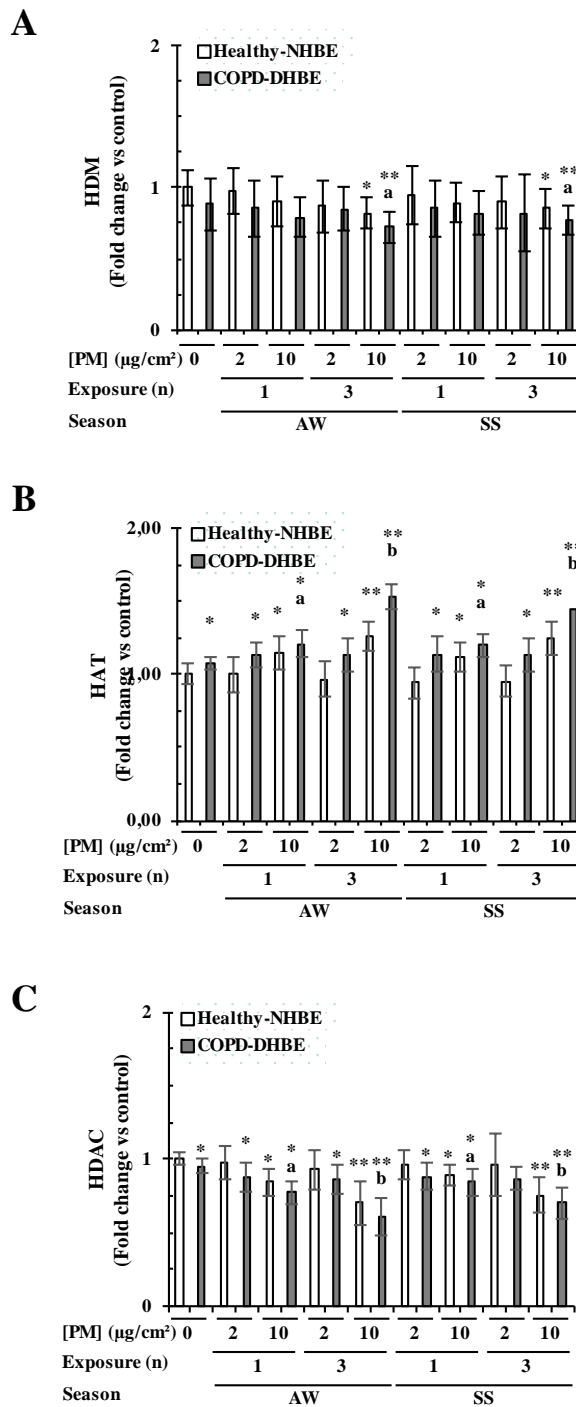 A
2
Healthy-NHBE
COPD-DHBE
HDM
(Fold change vs control)
1
* ** * **
a a
0
[PM] (µg/cm²) 0 2 10 2 10 2 10 2 10
Exposure (n) 1 3 1 3
Season AW SS
B
2,00
Healthy-NHBE
COPD-DHBE
HAT
(Fold change vs control)
1,00
* * * * a * ** ** b * * * a * ** ** b
0,00
[PM] (µg/cm²) 0 2 10 2 10 2 10 2 10
Exposure (n) 1 3 1 3
Season AW SS
C
2
Healthy-NHBE
COPD-DHBE
HDAC
(Fold change vs control)
1
* * * * a * ** ** b * * * a ** ** b
0
[PM] (µg/cm²) 0 2 10 2 10 2 10 2 10
Exposure (n) 1 3 1 3
Season AW SS